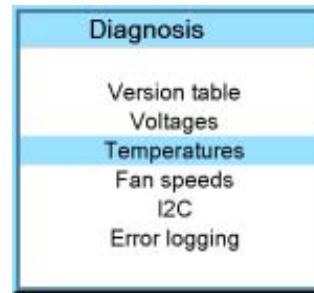 Diagnosis
Version table
Voltages
Temperatures
Fan speeds
I2C
Error logging